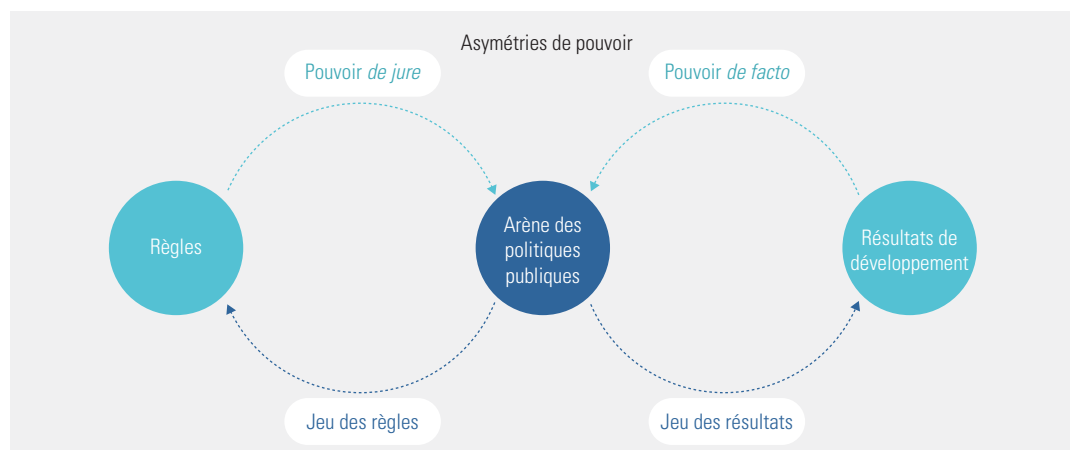 Asymétries de pouvoir
Pouvoir de jure
Pouvoir de facto
Règles
Arène des
politiques
publiques
Résultats de
développement
Jeu des règles
Jeu des résultats